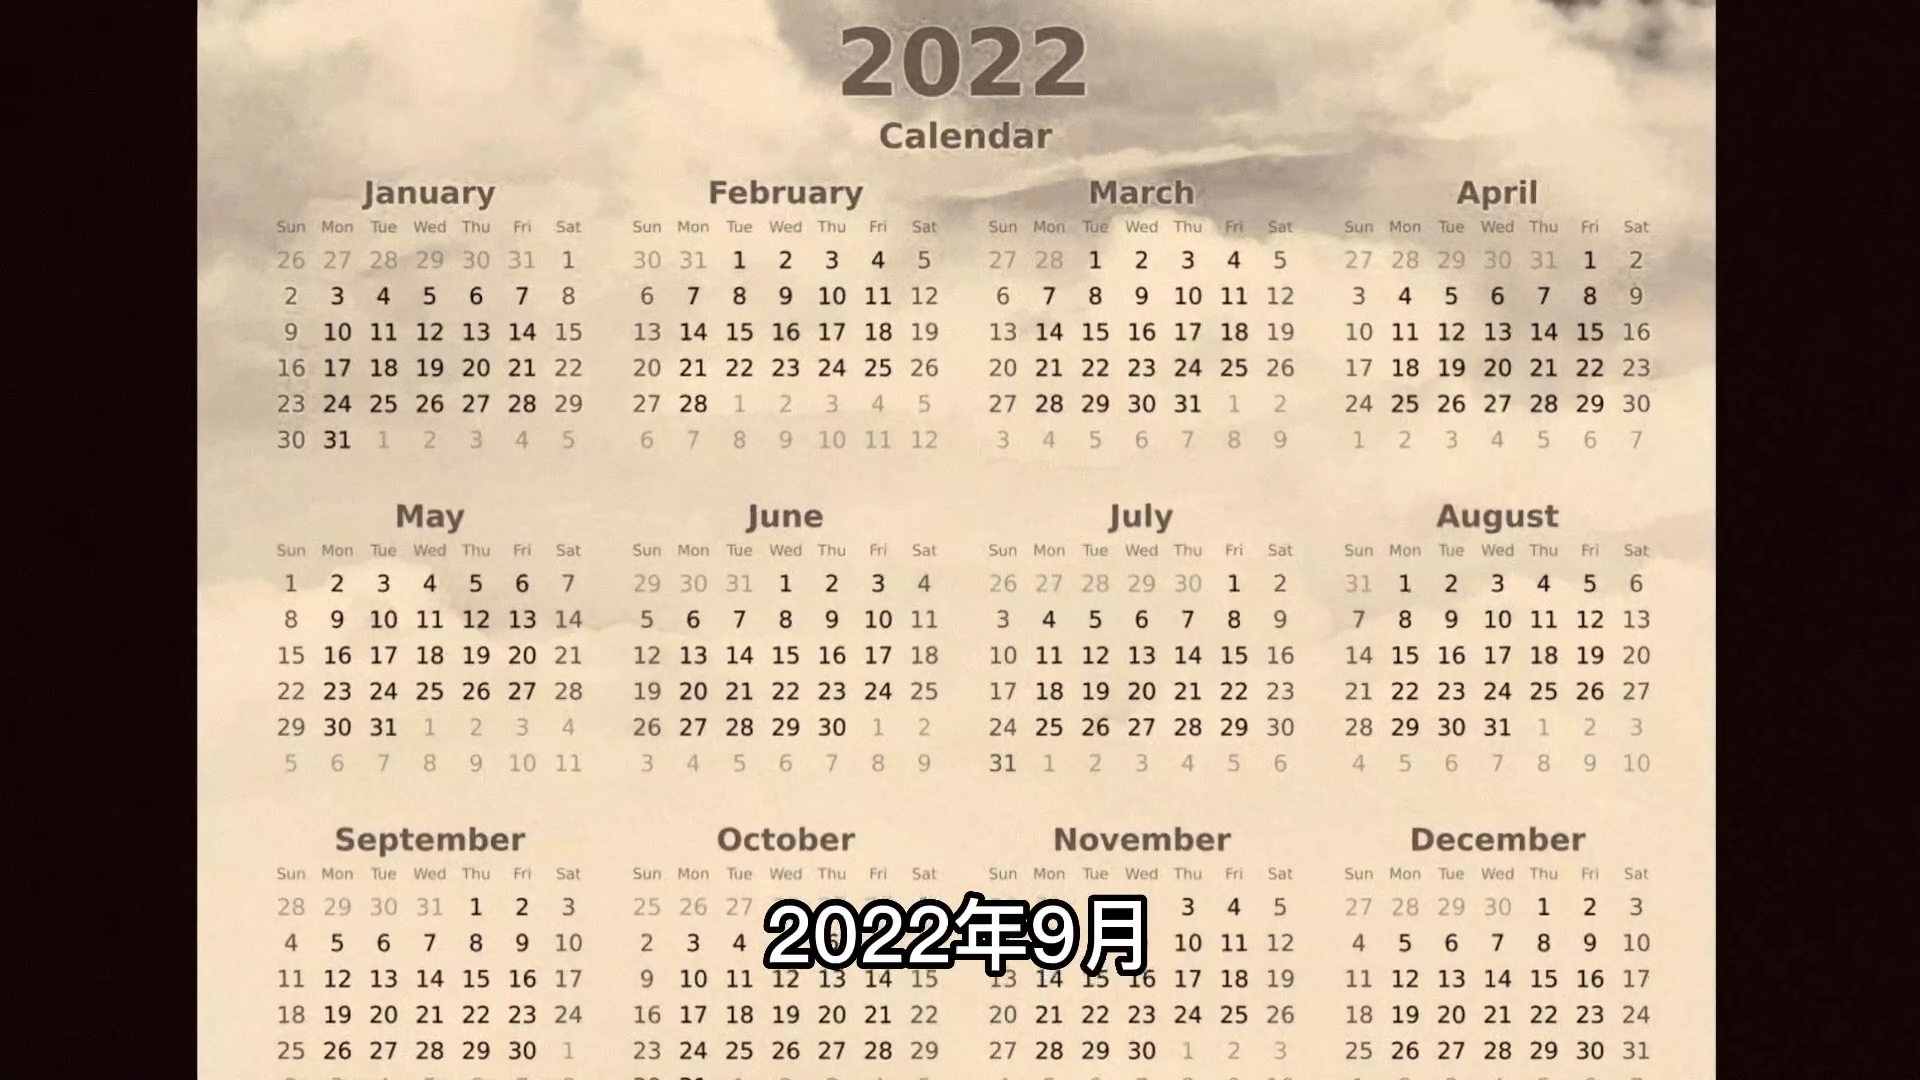 2022
Calendar
January February March April
Sun Mon Tue Wed Thu Fri Sat Sun Mon Tue Wed Thu Fri Sat Sun Mon Tue Wed Thu Fri Sat Sun Mon Tue Wed Thu Fri Sat
26 27 28 29 30 31 1 30 31 1 2 3 4 5 27 28 1 2 3 4 5 27 28 29 30 31 1 2
2 3 4 5 6 7 8 6 7 8 9 10 11 12 6 7 8 9 10 11 12 3 4 5 6 7 8 9
9 10 11 12 13 14 15 13 14 15 16 17 18 19 13 14 15 16 17 18 19 10 11 12 13 14 15 16
16 17 18 19 20 21 22 20 21 22 23 24 25 26 20 21 22 23 24 25 26 17 18 19 20 21 22 23
23 24 25 26 27 28 29 27 28 1 2 3 4 5 27 28 29 30 31 1 2 24 25 26 27 28 29 30
30 31 1 2 3 4 5 6 7 8 9 10 11 12 3 4 5 6 7 8 9 1 2 3 4 5 6 7
May June July August
Sun Mon Tue Wed Thu Fri Sat Sun Mon Tue Wed Thu Fri Sat Sun Mon Tue Wed Thu Fri Sat Sun Mon Tue Wed Thu Fri Sat
1 2 3 4 5 6 7 29 30 31 1 2 3 4 26 27 28 29 30 1 2 31 1 2 3 4 5 6
8 9 10 11 12 13 14 5 6 7 8 9 10 11 3 4 5 6 7 8 9 7 8 9 10 11 12 13
15 16 17 18 19 20 21 12 13 14 15 16 17 18 10 11 12 13 14 15 16 14 15 16 17 18 19 20
22 23 24 25 26 27 28 19 20 21 22 23 24 25 17 18 19 20 21 22 23 21 22 23 24 25 26 27
29 30 31 1 2 3 4 26 27 28 29 30 1 2 24 25 26 27 28 29 30 28 29 30 31 1 2 3
5 6 7 8 9 10 11 3 4 5 6 7 8 9 31 1 2 3 4 5 6 4 5 6 7 8 9 10
September October November December
Sun Mon Tue Wed Thu Fri Sat Sun Mon Tue Wed Thu Fri Sat Sun Mon Tue Wed Thu Fri Sat Sun Mon Tue Wed Thu Fri Sat
28 29 30 31 1 2 3 25 26 27 3 4 5 27 28 29 30 1 2 3
4 5 6 7 8 9 10 2 3 4 10 11 12 4 5 6 7 8 9 10
2022年9月
11 12 13 14 15 16 17 9 10 11 12 13 14 15 13 14 15 16 17 18 19 11 12 13 14 15 16 17
18 19 20 21 22 23 24 16 17 18 19 20 21 22 20 21 22 23 24 25 26 18 19 20 21 22 23 24
25 26 27 28 29 30 1 23 24 25 26 27 28 29 27 28 29 30 1 2 3 25 26 27 28 29 30 31